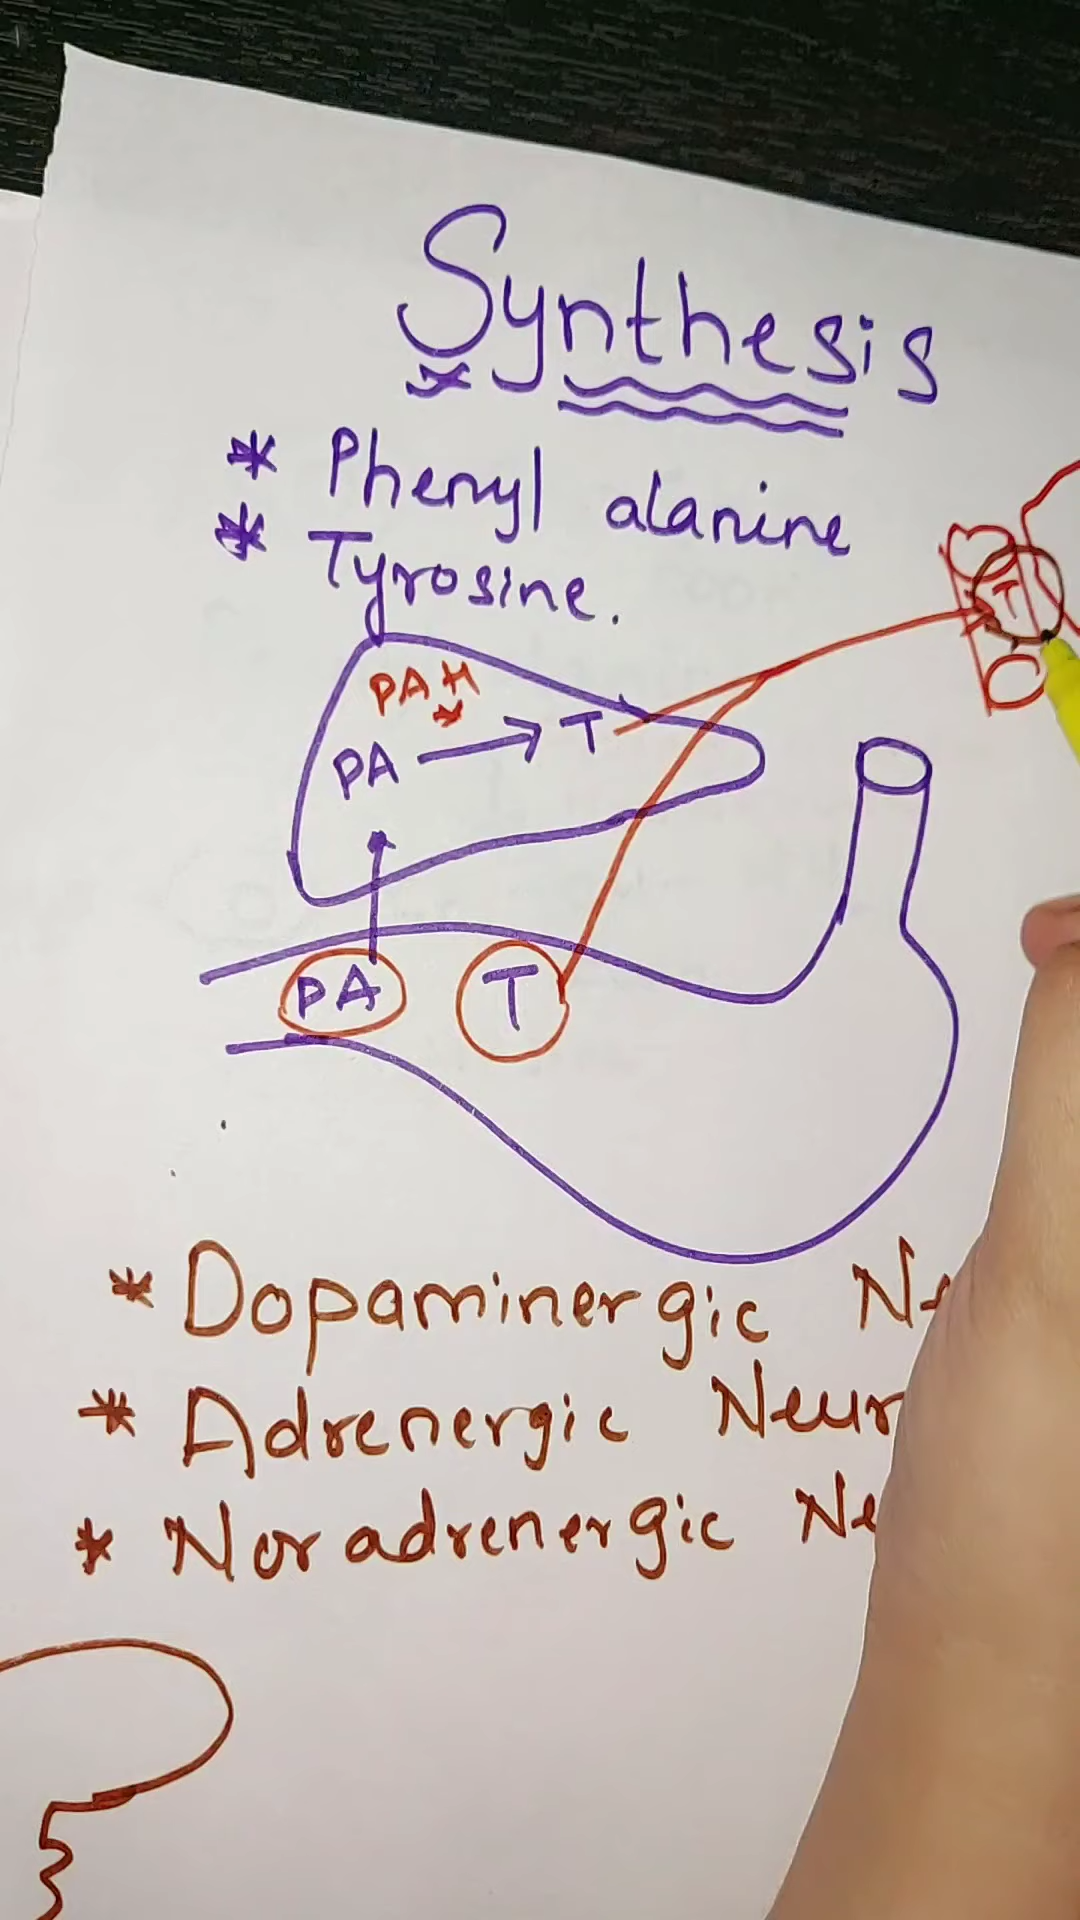 Synthesis
* Phenyl alanine
* Tyrosine.
PAH
PA → T
T
PA T
* Dopaminergic
* Adrenergic
* Noradrenergic